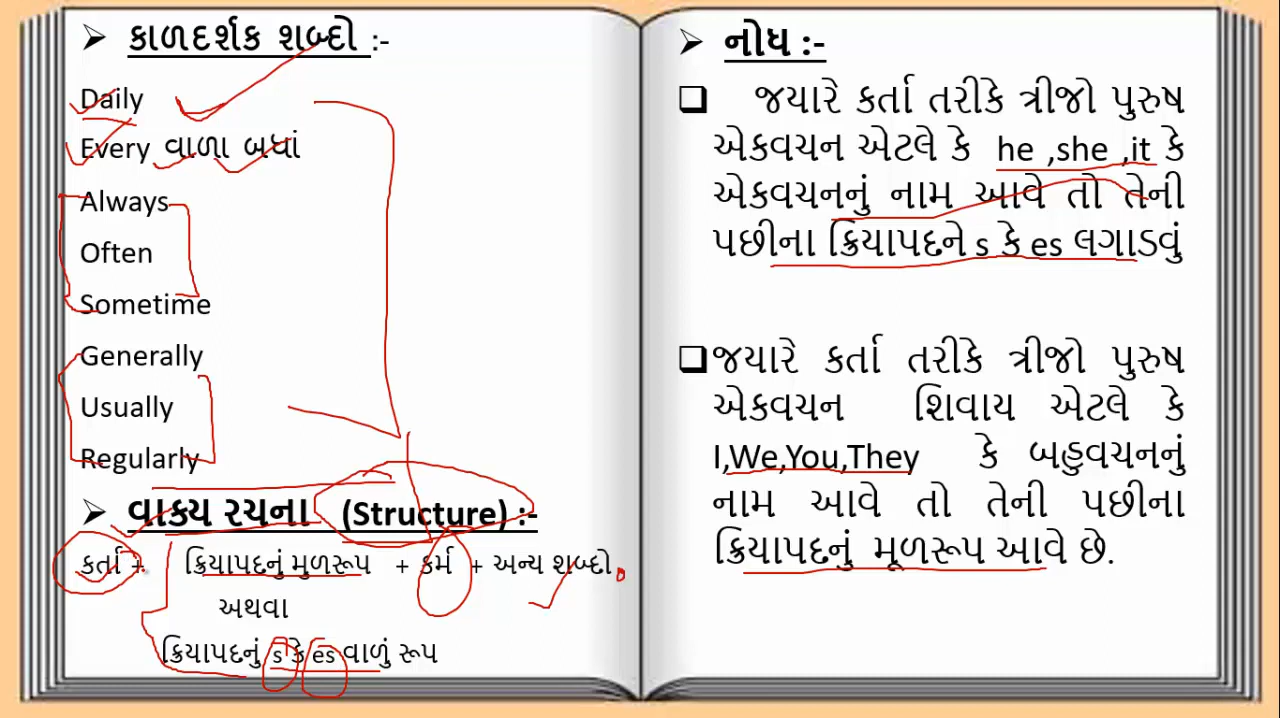 ➤ કાળદર્શક શબ્દો :-
Daily
Every વાળા બધાં
Always
Often
Sometime
Generally
Usually
Regularly
➤ વાક્ય રચના (Structure) :-
કર્તા + ક્રિયાપદનું મુળરૂપ + કર્મ + અન્ય શબ્દો.
અથવા
ક્રિયાપદનું s કે es વાળું રૂપ
➤ નોધ :-
❑ જયારે કર્તા તરીકે ત્રીજો પુરુષ
એકવચન એટલે કે he ,she ,it કે
એકવચનનું નામ આવે તો તેની
પછીના ક્રિયાપદને s કે es લગાડવું
❑ જયારે કર્તા તરીકે ત્રીજો પુરુષ
એકવચન શિવાય એટલે કે
I,We,You,They કે બહુવચનનું
નામ આવે તો તેની પછીના
ક્રિયાપદનું મૂળરૂપ આવે છે.